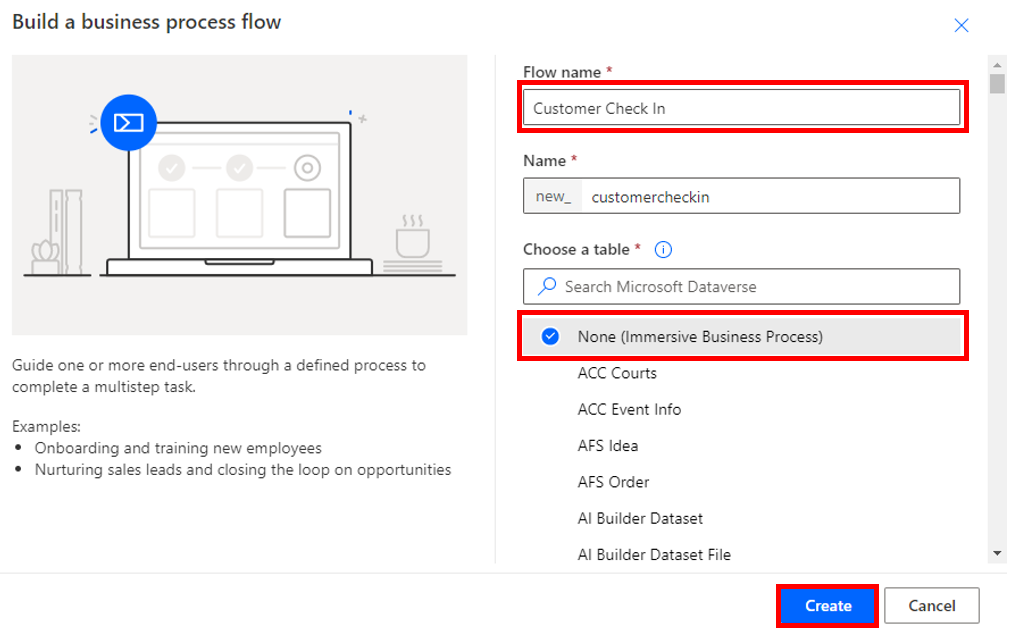 Build a business process flow
Guide one or more end-users through a defined process to
complete a multistep task.
Examples:
• Onboarding and training new employees
• Nurturing sales leads and closing the loop on opportunities
Flow name *
Customer Check In
Name *
new_ customercheckin
Choose a table *
Search Microsoft Dataverse
None (Immersive Business Process)
ACC Courts
ACC Event Info
AFS Idea
AFS Order
AI Builder Dataset
AI Builder Dataset File
Create Cancel